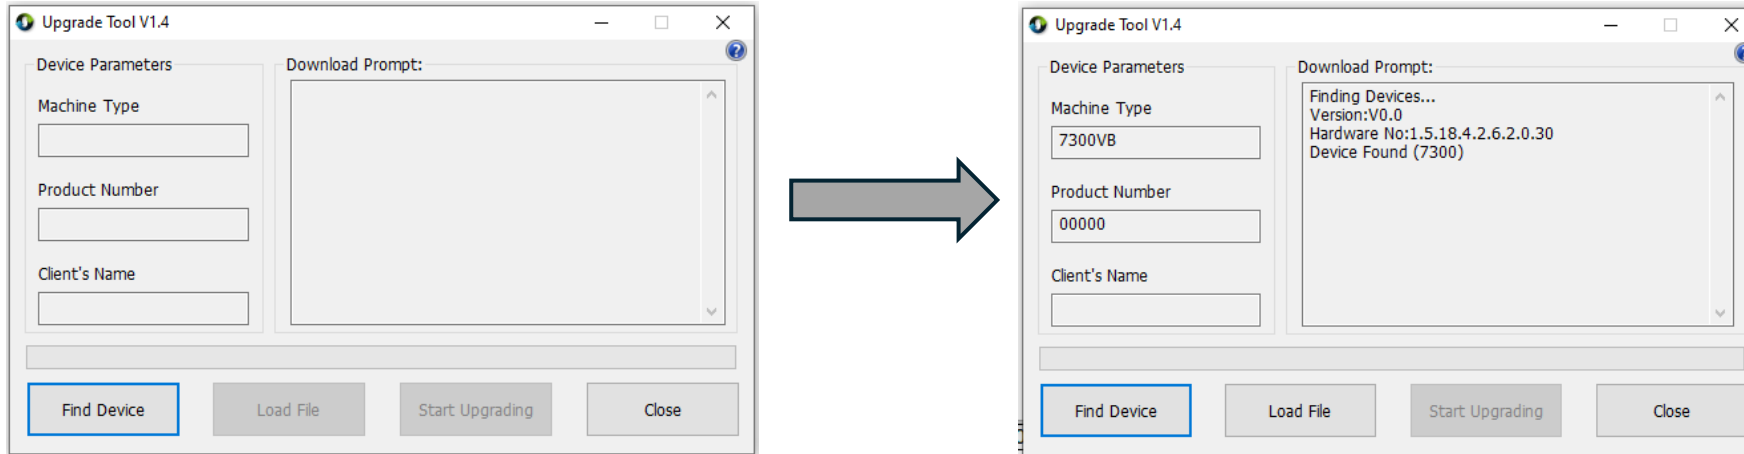 Upgrade Tool V1.4
Device Parameters
Machine Type
Product Number
Client's Name
Download Prompt:
Find Device
Load File
Start Upgrading
Close
Upgrade Tool V1.4
Device Parameters
Machine Type
7300VB
Product Number
00000
Client's Name
Download Prompt:
Finding Devices...
Version:V0.0
Hardware No:1.5.18.4.2.6.2.0.30
Device Found (7300)
Find Device
Load File
Start Upgrading
Close